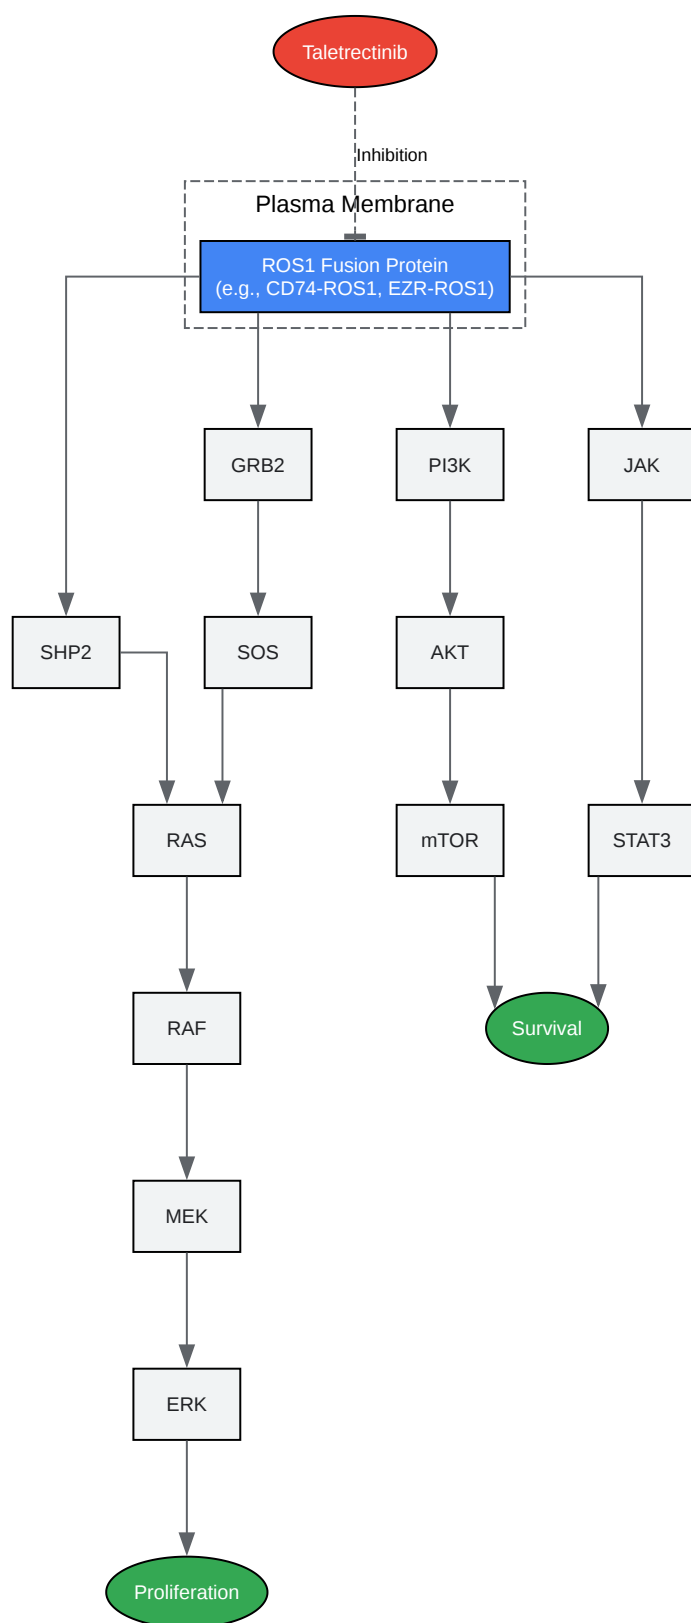 Taletrectinib
Inhibition
Plasma Membrane
ROS1 Fusion Protein
(e.g., CD74-ROS1, EZR-ROS1)
GRB2
PI3K
JAK
SHP2
SOS
AKT
RAS
mTOR
STAT3
RAF
Survival
MEK
ERK
Proliferation